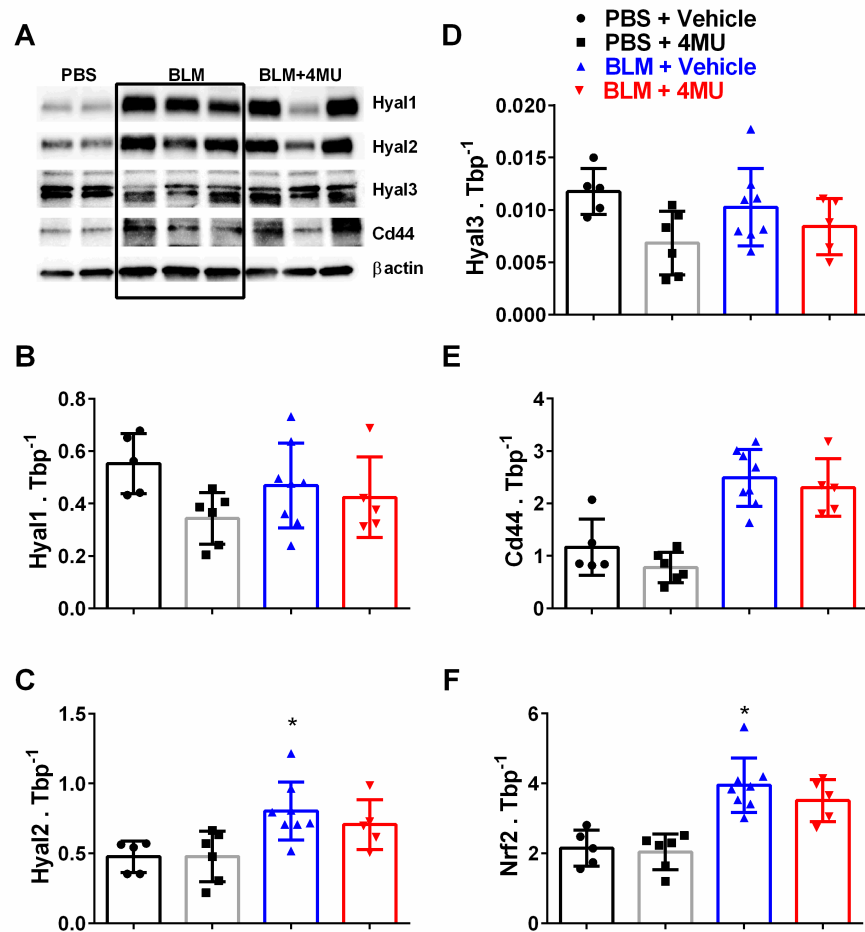 A
PBS BLM BLM+4MU
Hyal1
Hyal2
Hyal3
Cd44
β actin
PBS + Vehicle
PBS + 4MU
BLM + Vehicle
BLM + 4MU
D
0.020
0.015
0.010
0.005
0.000
Hyal3 . Tbp-1
B
0.8
0.6
0.4
0.2
0.0
Hyal1 . Tbp-1
E
4
3
2
1
0
Cd44 . Tbp-1
C
1.5
1.0
0.5
0.0
Hyal2 . Tbp-1
*
F
6
4
2
0
Nrf2 . Tbp-1
*